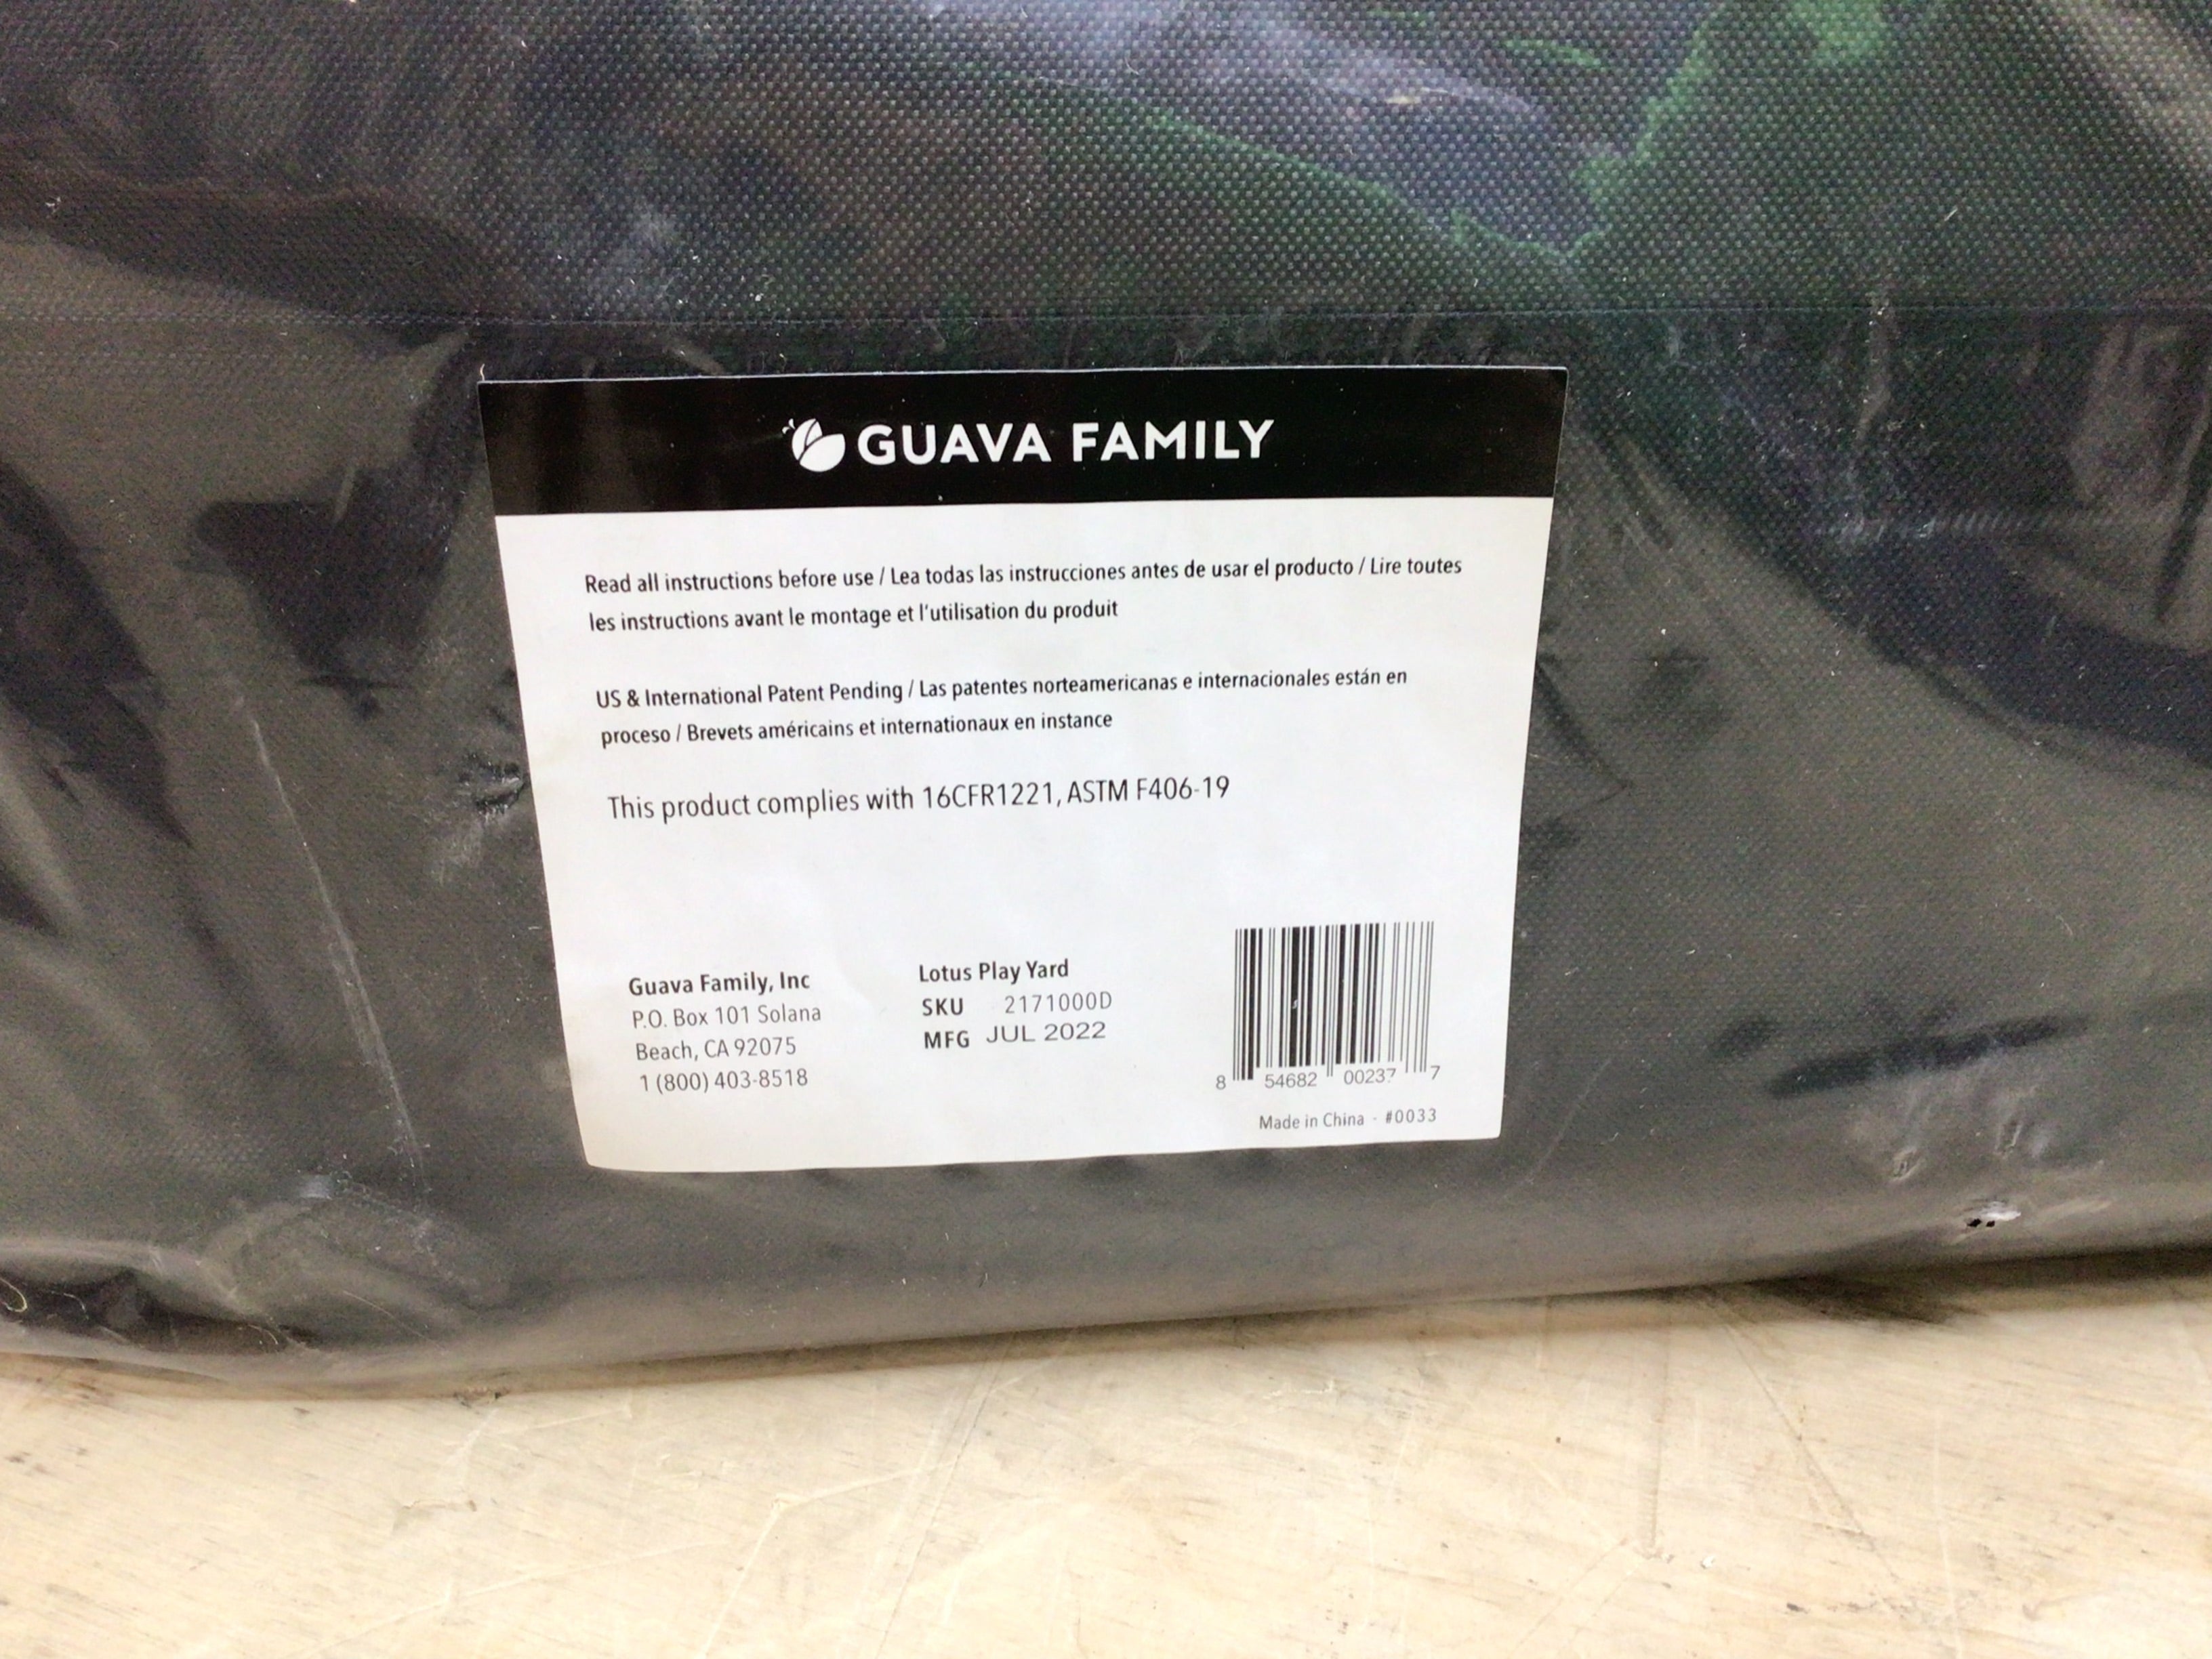 GUAVA FAMILY
Read all instructions before use / Lea todas las instrucciones antes de usar el producto / Lire toutes
les instructions avant le montage et l'utilisation du produit
US & International Patent Pending / Las patentes norteamericanas e internacionales están en
proceso / Brevets américains et internationaux en instance
This product complies with 16CFR1221, ASTM F406-19
Guava Family, Inc
P.O. Box 101 Solana
Beach, CA 92075
1 (800) 403-8518
Lotus Play Yard
SKU 2171000D
MFG JUL 2022
8 54682 00237 7
Made in China - #0033